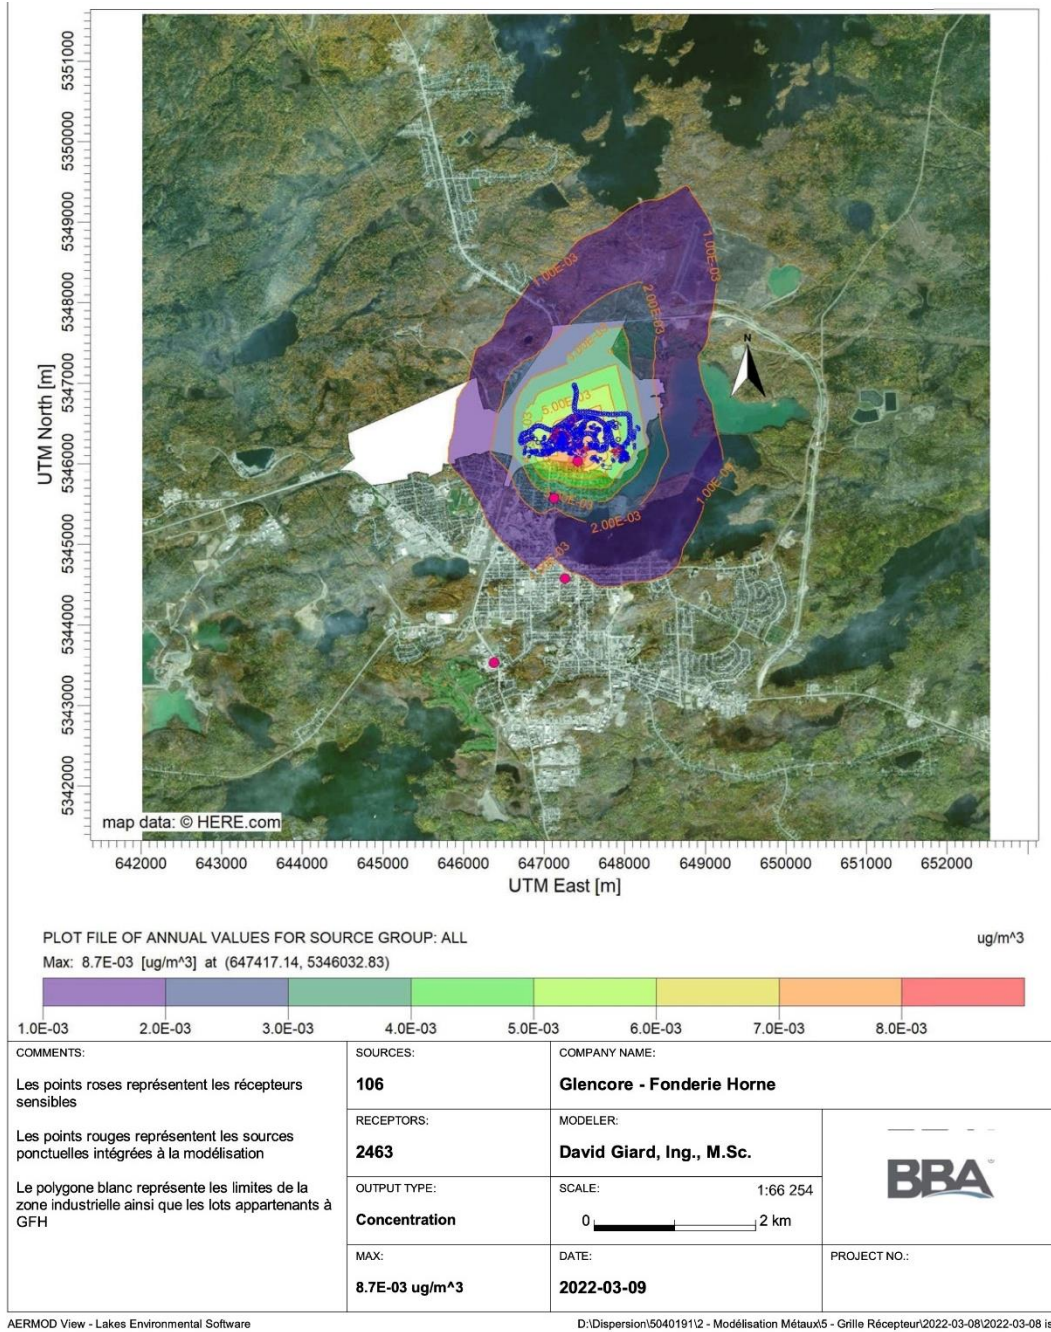 5351000
5350000
5349000
5348000
5347000
5346000
5345000
5344000
5343000
5342000
UTM North [m]
1.00E-03
1.00E-03
2.00E-03
N
5.00E-03
1.00E-03
2.00E-03
map data: © HERE.com
642000 643000 644000 645000 646000 647000 648000 649000 650000 651000 652000
UTM East [m]
PLOT FILE OF ANNUAL VALUES FOR SOURCE GROUP: ALL ug/m^3
Max: 8.7E-03 [ug/m^3] at (647417.14, 5346032.83)
1.0E-03 2.0E-03 3.0E-03 4.0E-03 5.0E-03 6.0E-03 7.0E-03 8.0E-03
COMMENTS:
Les points roses représentent les récepteurs
sensibles
Les points rouges représentent les sources
ponctuelles intégrées à la modélisation
Le polygone blanc représente les limites de la
zone industrielle ainsi que les lots appartenants à
GFH
SOURCES:
106
RECEPTORS:
2463
OUTPUT TYPE:
Concentration
MAX:
8.7E-03 ug/m^3
COMPANY NAME:
Glencore - Fonderie Horne
MODELER:
David Giard, Ing., M.Sc.
SCALE: 1:66 254
0 2 km
DATE:
2022-03-09
BBA
PROJECT NO.:
AERMOD View - Lakes Environmental Software
D:\Dispersion\5040191\2 - Modélisation Métaux\5 - Grille Récepteur\2022-03-08\2022-03-08 is